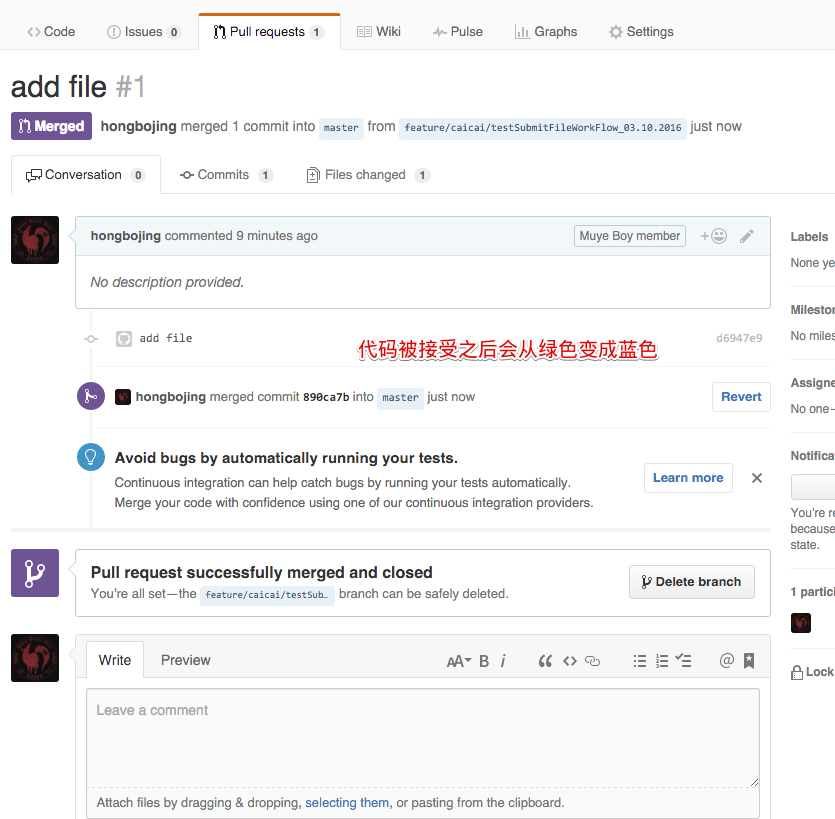 Code Issues 0 Pull requests 1 Wiki Pulse Graphs Settings
add file #1
Merged hongbojing merged 1 commit into master from feature/caicai/testSubmitFileWorkFlow_03.10.2016 just now
Conversation 0 Commits 1 Files changed 1
hongbojing commented 9 minutes ago Muye Boy member
Labels
None ye
No description provided.
Milesto
No miles
add file d6947e9
代码被接受之后会从绿色变成蓝色
Assigne
No one–
hongbojing merged commit 890ca7b into master just now Revert
Notifica
Avoid bugs by automatically running your tests.
Continuous integration can help catch bugs by running your tests automatically.
Merge your code with confidence using one of our continuous integration providers.
Learn more
You're re
because
state.
Pull request successfully merged and closed
You're all set—the feature/caicai/testSub… branch can be safely deleted.
Delete branch
1 partici
Write Preview AA B i
Lock
Leave a comment
Attach files by dragging & dropping, selecting them, or pasting from the clipboard.